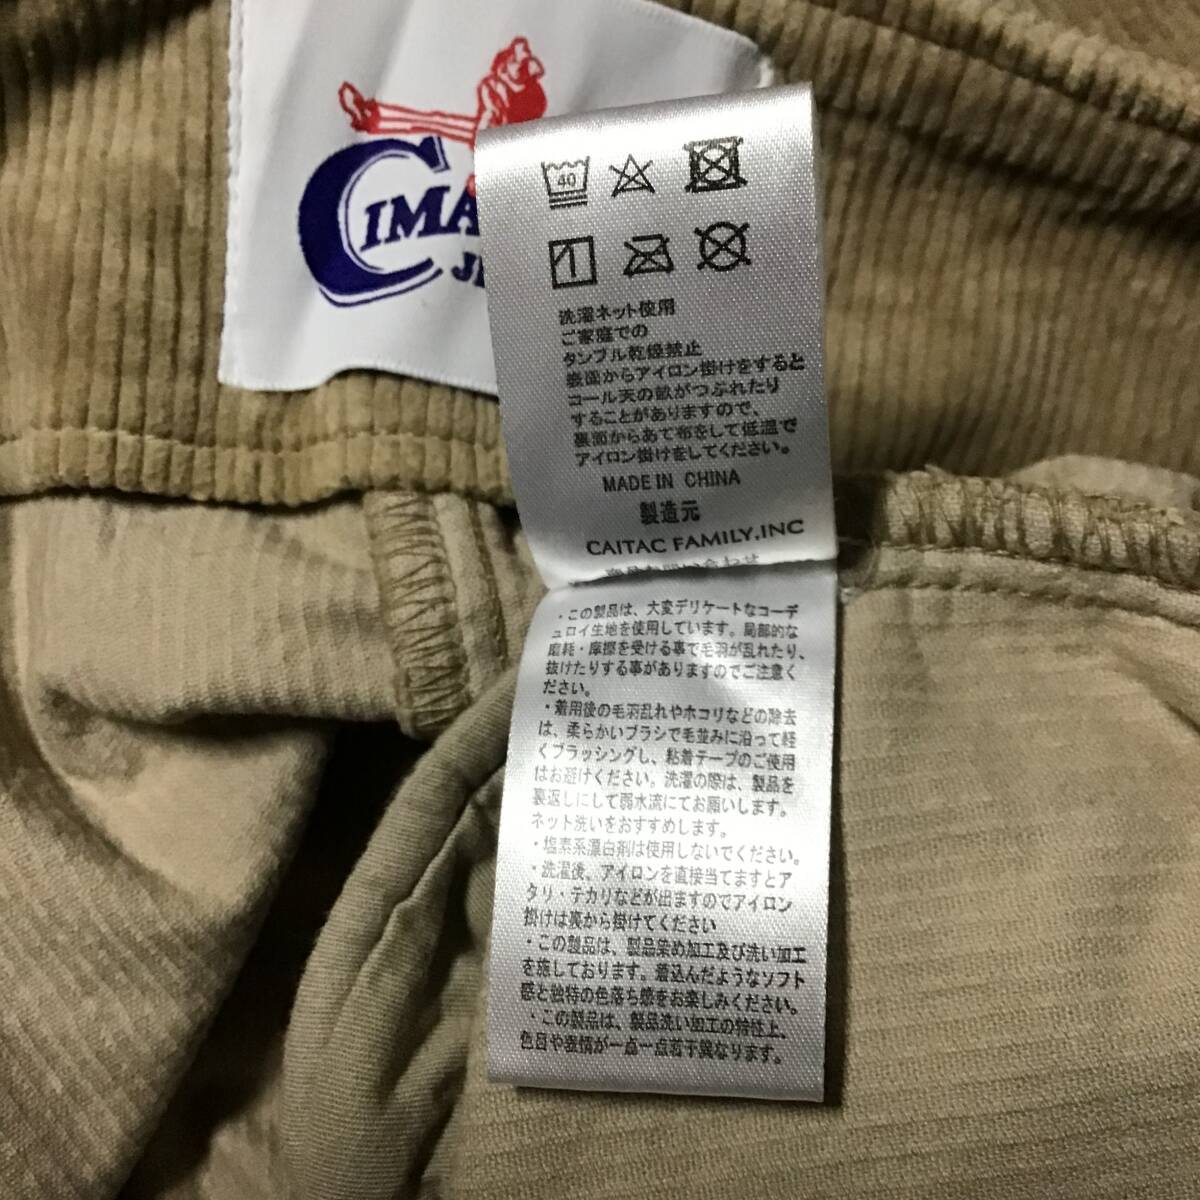 CIMA
40
洗濯ネット使用
ご家庭での
タンブル乾燥禁止
表面からアイロン掛けをすると
コール天の畝がつぶれたり
することがありますので、
裏面からあて布をして低温で
アイロン掛けをしてください。
MADE IN CHINA
製造元
CAITAC FAMILY.INC
・この製品は、大変デリケートなコーデ
ュロイ生地を使用しています。局部的な
磨耗・摩擦を受ける事で毛羽が乱れたり、
抜けたりする事がありますのでご注意く
ださい。
・着用後の毛羽乱れやホコリなどの除去
は、柔らかいブラシで毛並みに沿って軽
くブラッシングし、粘着テープのご使用
はお避けください。洗濯の際は、製品を
裏返しにして弱水流にてお願いします。
ネット洗いをおすすめします。
・塩素系漂白剤は使用しないでください。
・洗濯後、アイロンを直接当てますとア
タリ・テカリなどが出ますのでアイロン
掛けは裏から掛けてください
・この製品は、製品染め加工及び洗い加工
を施しております。着込んだようなソフト
感と独特の色落ち感をお楽しみください。
・この製品は、製品洗い加工の特性上、
色目や表情が一点一点若干異なります。